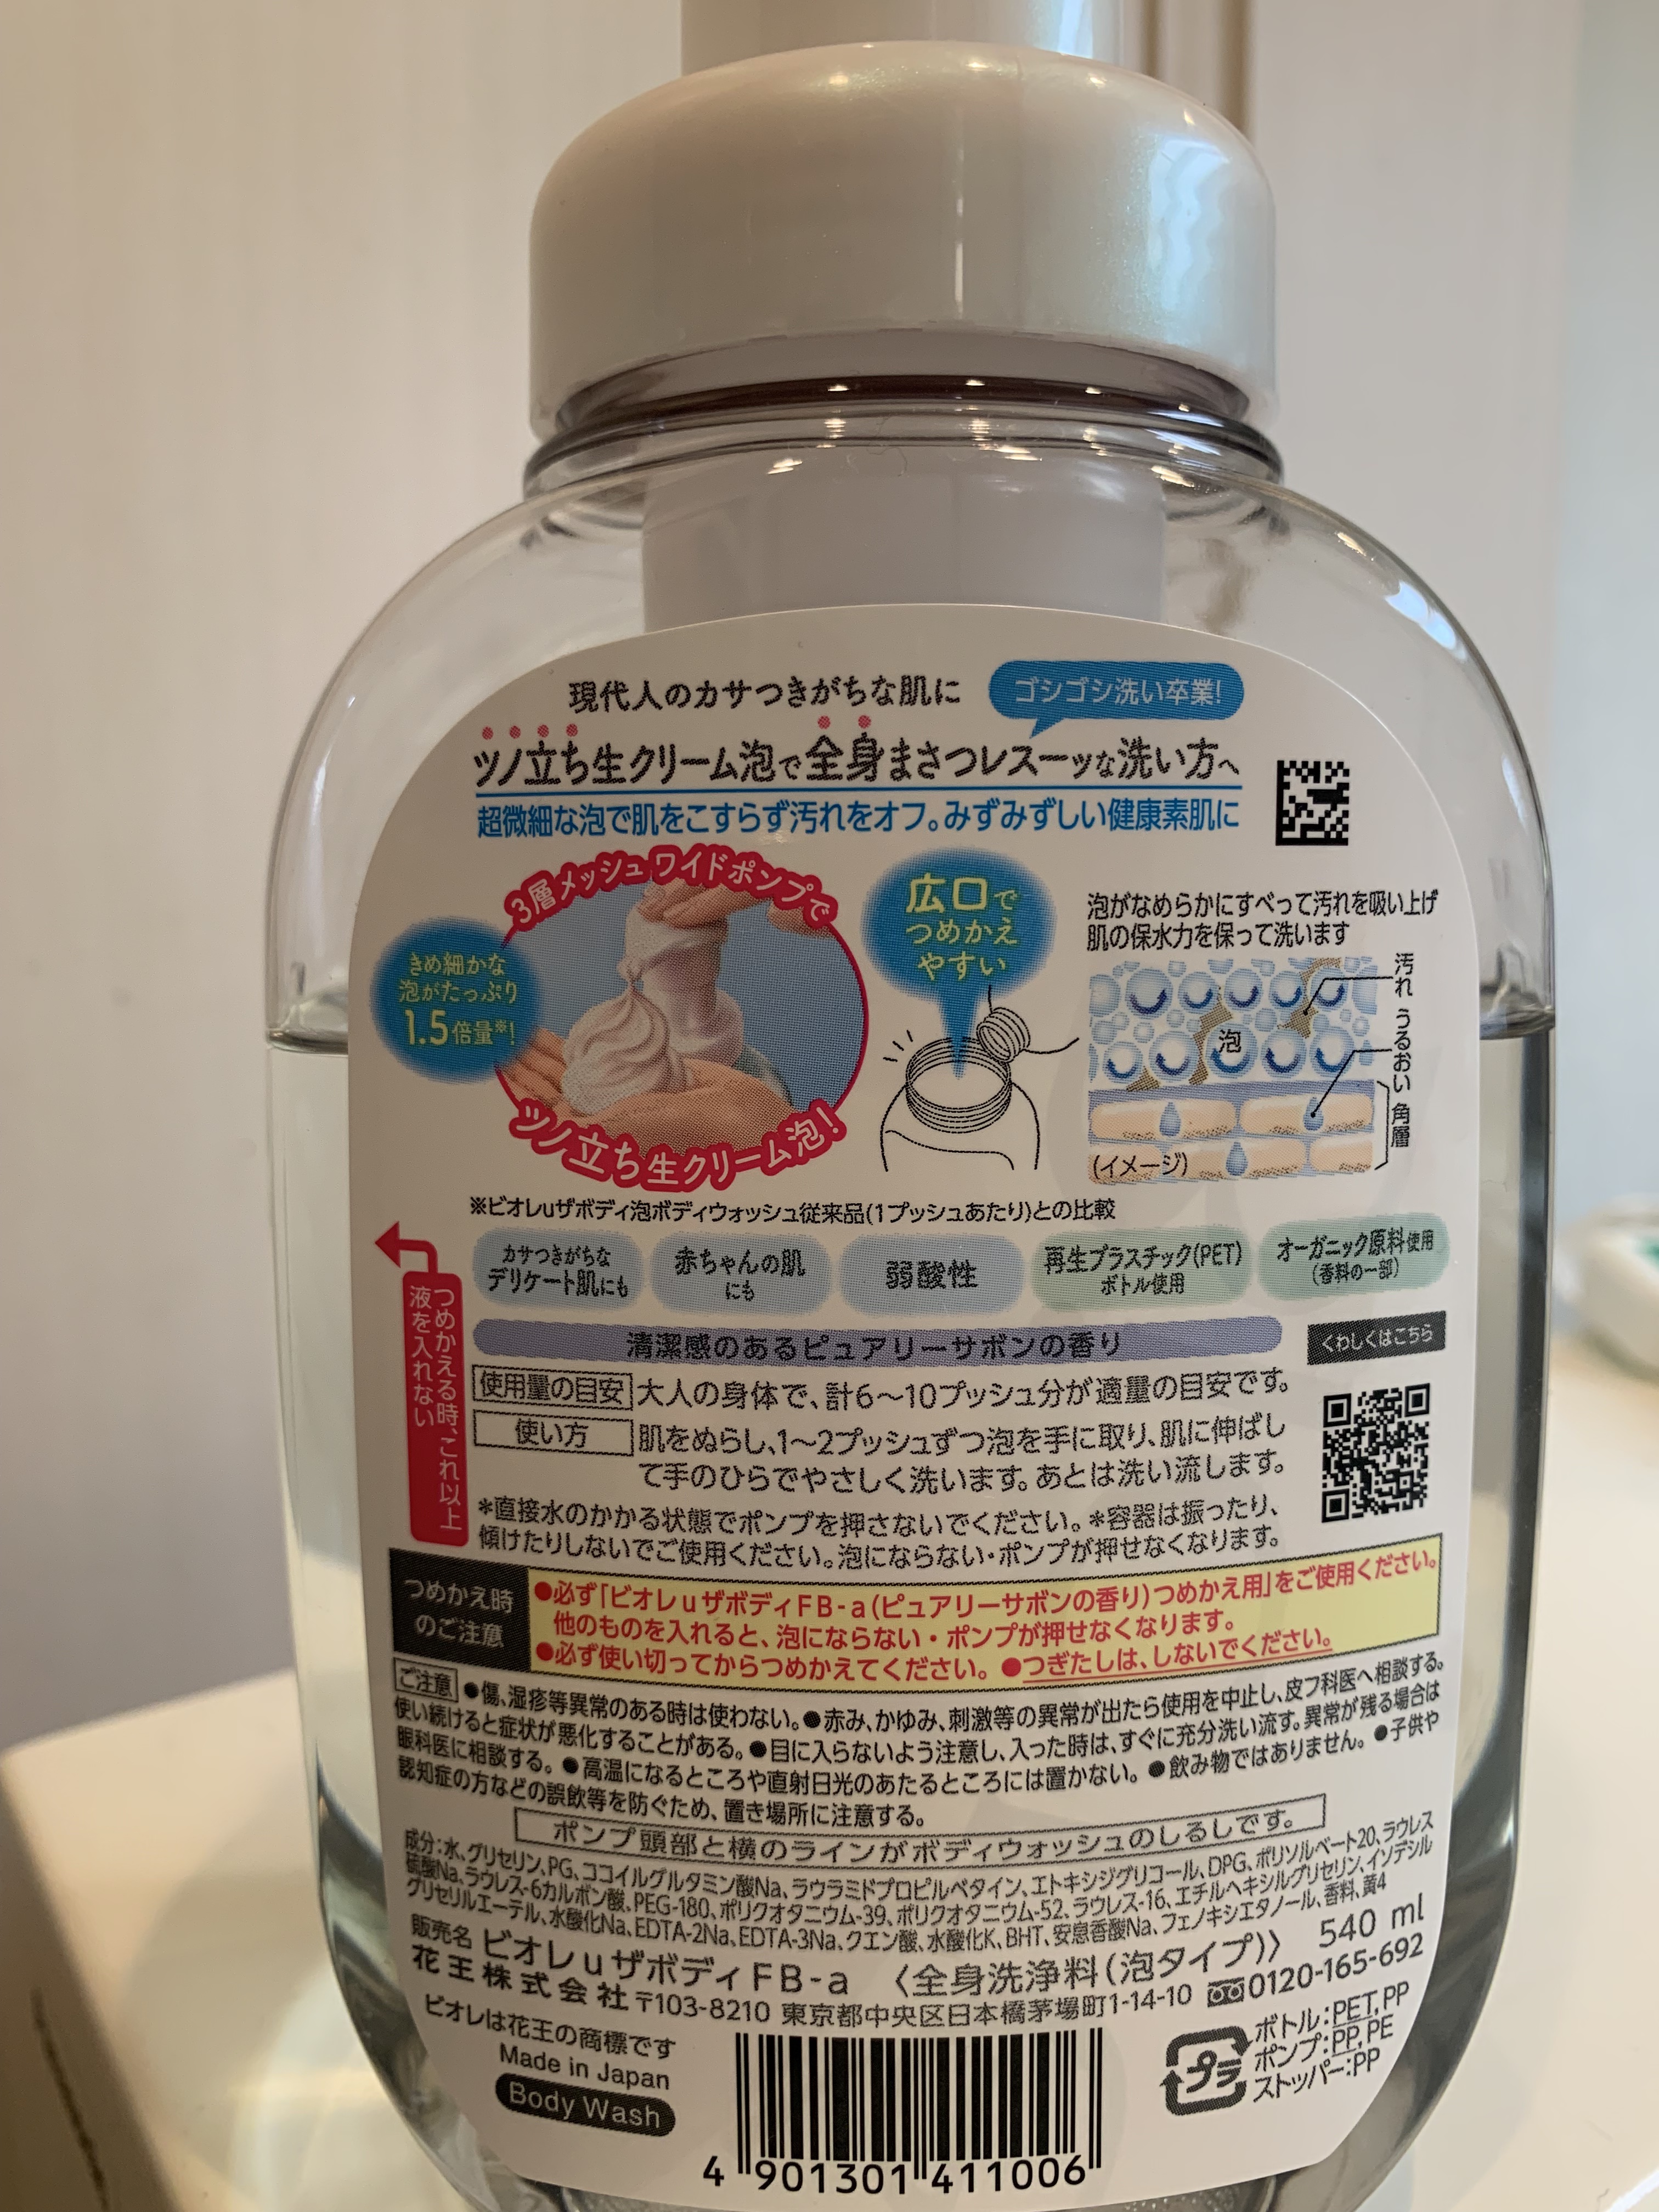 現代人のカサつきがちな肌に
ゴシゴシ洗い卒業!
ツノ立ち生クリーム泡で全身まさつレスーッな洗い方へ
超微細な泡で肌をこすらず汚れをオフ。みずみずしい健康素肌に
3層メッシュワイドポンプで
きめ細かな
泡がたっぷり
1.5倍量※!
ツノ立ち生クリーム泡!
広口で
つめかえ
やすい
泡がなめらかにすべって汚れを吸い上げ
肌の保水力を保って洗います
汚れ
泡
うるおい
角層
(イメージ)
※ビオレuザボディ泡ボディウォッシュ従来品(1プッシュあたり)との比較
つめかえる時、これ以上
液を入れない
カサつきがちな
デリケート肌にも
赤ちゃんの肌
にも
弱酸性
再生プラスチック(PET)
ボトル使用
オーガニック原料使用
(香料の一部)
清潔感のあるピュアリーサボンの香り
くわしくはこちら
使用量の目安 大人の身体で、計6〜10プッシュ分が適量の目安です。
使い方 肌をぬらし、1〜2プッシュずつ泡を手に取り、肌に伸ばし
て手のひらでやさしく洗います。あとは洗い流します。
*直接水のかかる状態でポンプを押さないでください。*容器は振ったり、
傾けたりしないでご使用ください。泡にならない・ポンプが押せなくなります。
つめかえ時
のご注意
●必ず「ビオレuザボディFB-a(ピュアリーサボンの香り)つめかえ用」をご使用ください。
他のものを入れると、泡にならない・ポンプが押せなくなります。
●必ず使い切ってからつめかえてください。●つぎたしは、しないでください。
ご注意 ●傷、湿疹等異常のある時は使わない。●赤み、かゆみ、刺激等の異常が出たら使用を中止し、皮フ科医へ相談する。
使い続けると症状が悪化することがある。●目に入らないよう注意し、入った時は、すぐに充分洗い流す。異常が残る場合は
眼科医に相談する。●高温になるところや直射日光のあたるところには置かない。●飲み物ではありません。●子供や
認知症の方などの誤飲等を防ぐため、置き場所に注意する。
ポンプ頭部と横のラインがボディウォッシュのしるしです。
成分:水、グリセリン、PG、ココイルグルタミン酸Na、ラウラミドプロピルベタイン、エトキシジグリコール、DPG、ポリソルベート20、ラウレス
硫酸Na、ラウレス-6カルボン酸、PEG-180、ポリクオタニウム-39、ポリクオタニウム-52、ラウレス-16、エチルヘキシルグリセリン、イソデシル
グリセリルエーテル、水酸化Na、EDTA-2Na、EDTA-3Na、クエン酸、水酸化K、BHT、安息香酸Na、フェノキシエタノール、香料、黄4
販売名 ビオレuザボディFB-a 〈全身洗浄料(泡タイプ)〉 540 ml
花王株式会社 〒103-8210 東京都中央区日本橋茅場町1-14-10 0120-165-692
ビオレは花王の商標です
Made in Japan
Body Wash
プラ
ボトル:PET,PP
ポンプ:PP,PE
ストッパー:PP
4 901301 411006